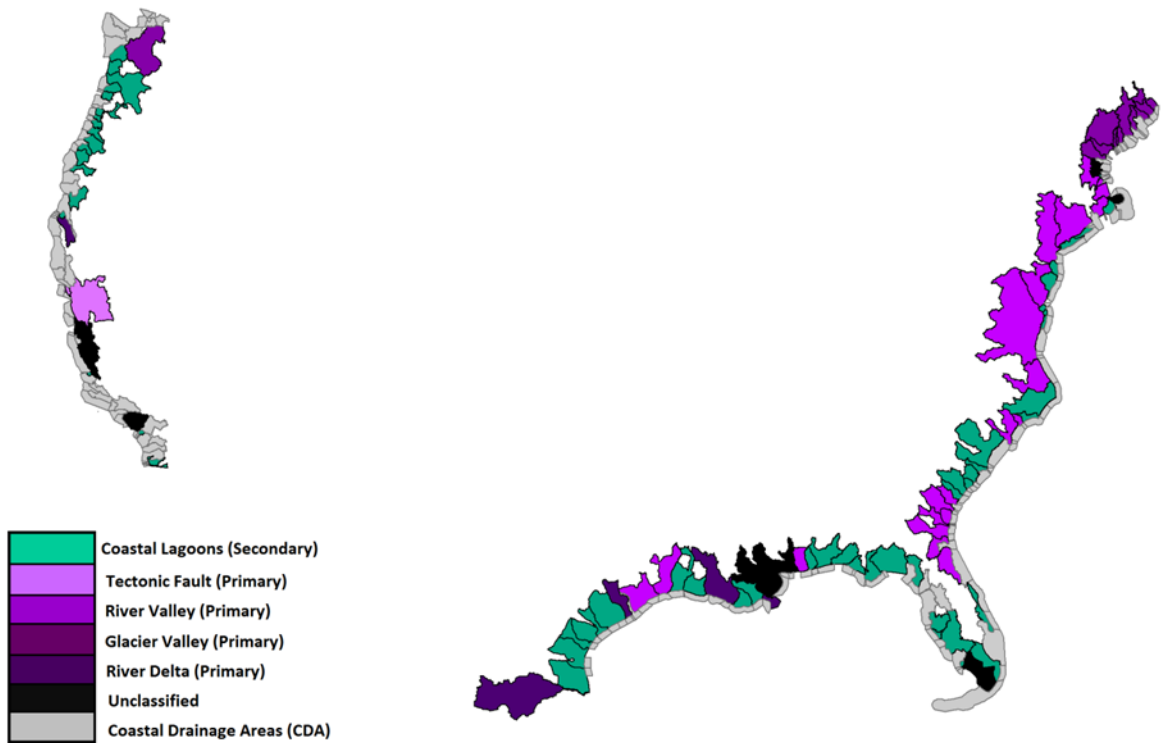 Coastal Lagoons (Secondary)
Tectonic Fault (Primary)
River Valley (Primary)
Glacier Valley (Primary)
River Delta (Primary)
Unclassified
Coastal Drainage Areas (CDA)